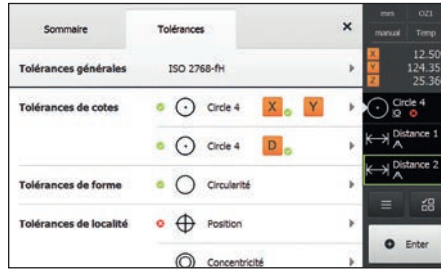 Sommaire
Tolérances
×
Tolérances générales
ISO 2768-fH
Tolérances de cotes
Circle 4
X
Y
Circle 4
D
Tolérances de forme
Circularité
Tolérances de localité
Position
Concentricité
mm
OZ1
manual
Temp
X
12.50
Y
124.35
Z
25.36
Circle 4
Distance 1
Distance 2
Enter